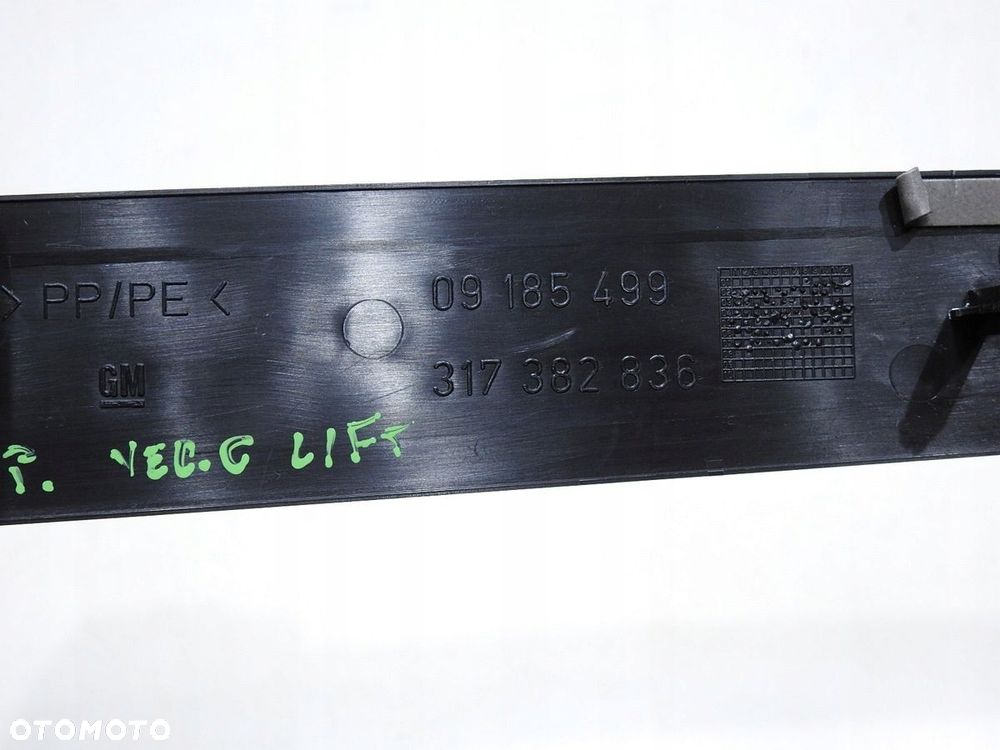 > PP/PE <
09 185 499
GM
317 382 836
P. VEC.C LIFT
OTOMOTO